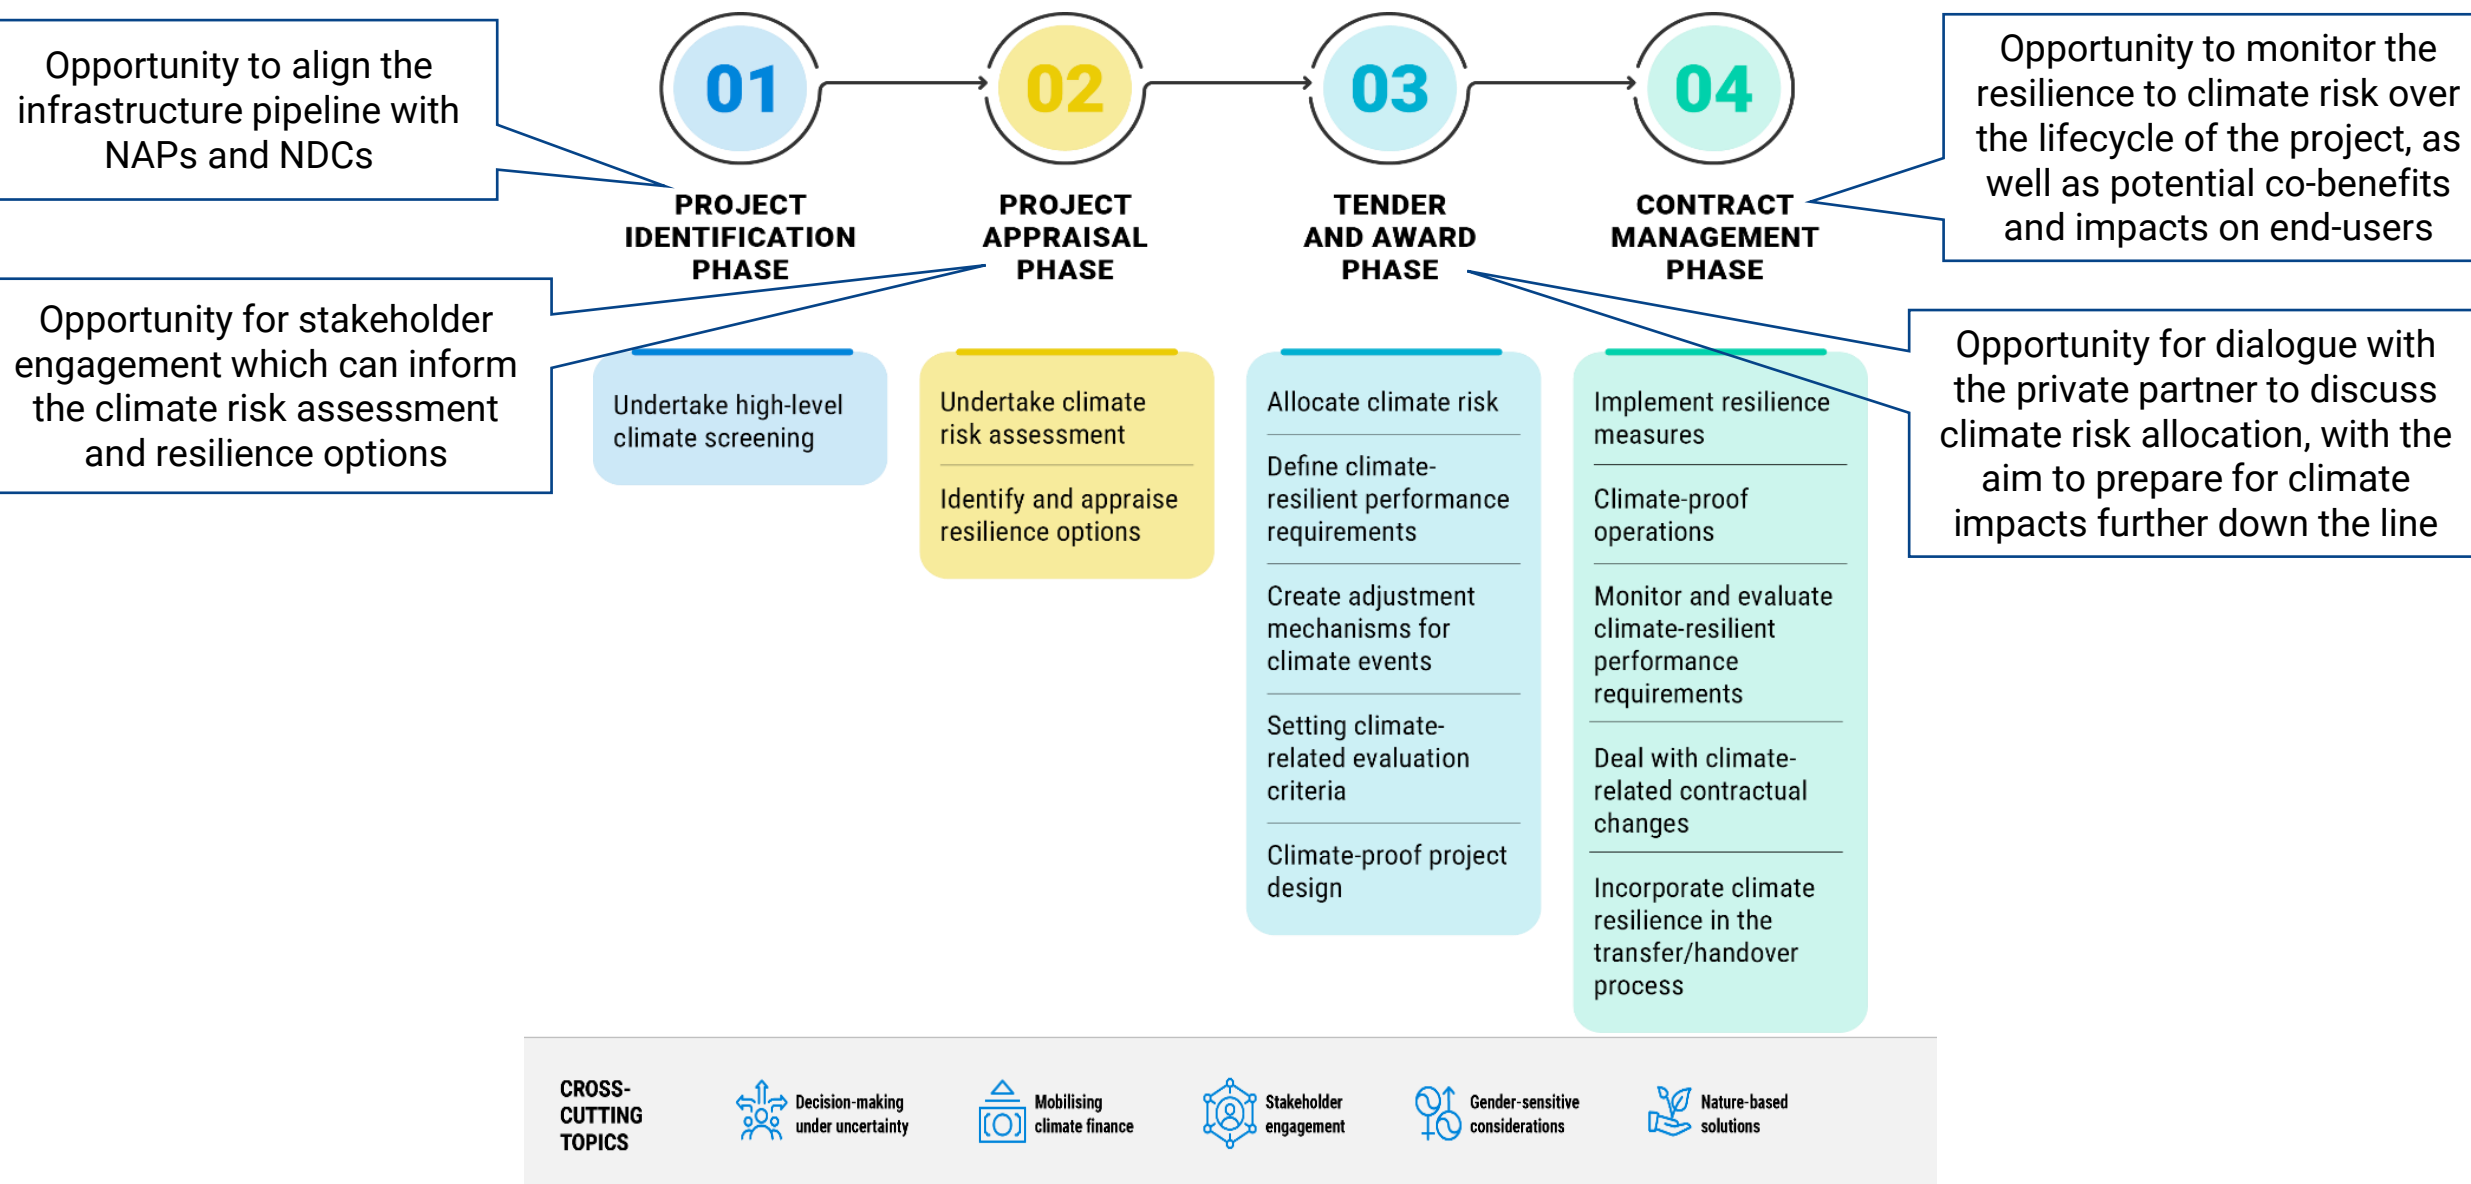 Opportunity to align the
infrastructure pipeline with
NAPs and NDCs
Opportunity for stakeholder
engagement which can inform
the climate risk assessment
and resilience options
01
PROJECT
IDENTIFICATION
PHASE
Undertake high-level
climate screening
02
PROJECT
APPRAISAL
PHASE
Undertake climate
risk assessment
Identify and appraise
resilience options
03
TENDER
AND AWARD
PHASE
Allocate climate risk
Define climate-
resilient performance
requirements
Create adjustment
mechanisms for
climate events
Setting climate-
related evaluation
criteria
Climate-proof project
design
04
CONTRACT
MANAGEMENT
PHASE
Implement resilience
measures
Climate-proof
operations
Monitor and evaluate
climate-resilient
performance
requirements
Deal with climate-
related contractual
changes
Incorporate climate
resilience in the
transfer/handover
process
Opportunity to monitor the
resilience to climate risk over
the lifecycle of the project, as
well as potential co-benefits
and impacts on end-users
Opportunity for dialogue with
the private partner to discuss
climate risk allocation, with the
aim to prepare for climate
impacts further down the line
CROSS-
CUTTING
TOPICS
Decision-making
under uncertainty
Mobilising
climate finance
Stakeholder
engagement
Gender-sensitive
considerations
Nature-based
solutions